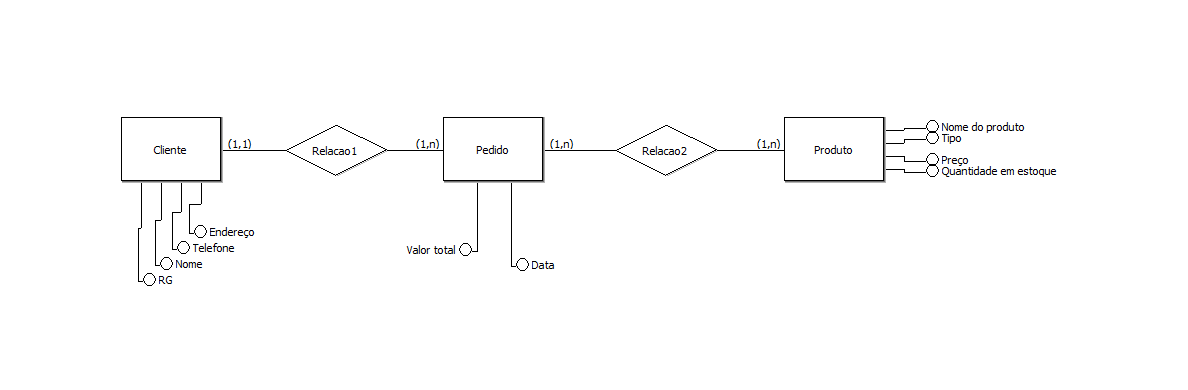 Cliente
(1,1)
Relacao1
(1,n)
Pedido
(1,n)
Relacao2
(1,n)
Produto
Nome do produto
Tipo
Preço
Quantidade em estoque
Endereço
Telefone
Nome
RG
Valor total
Data